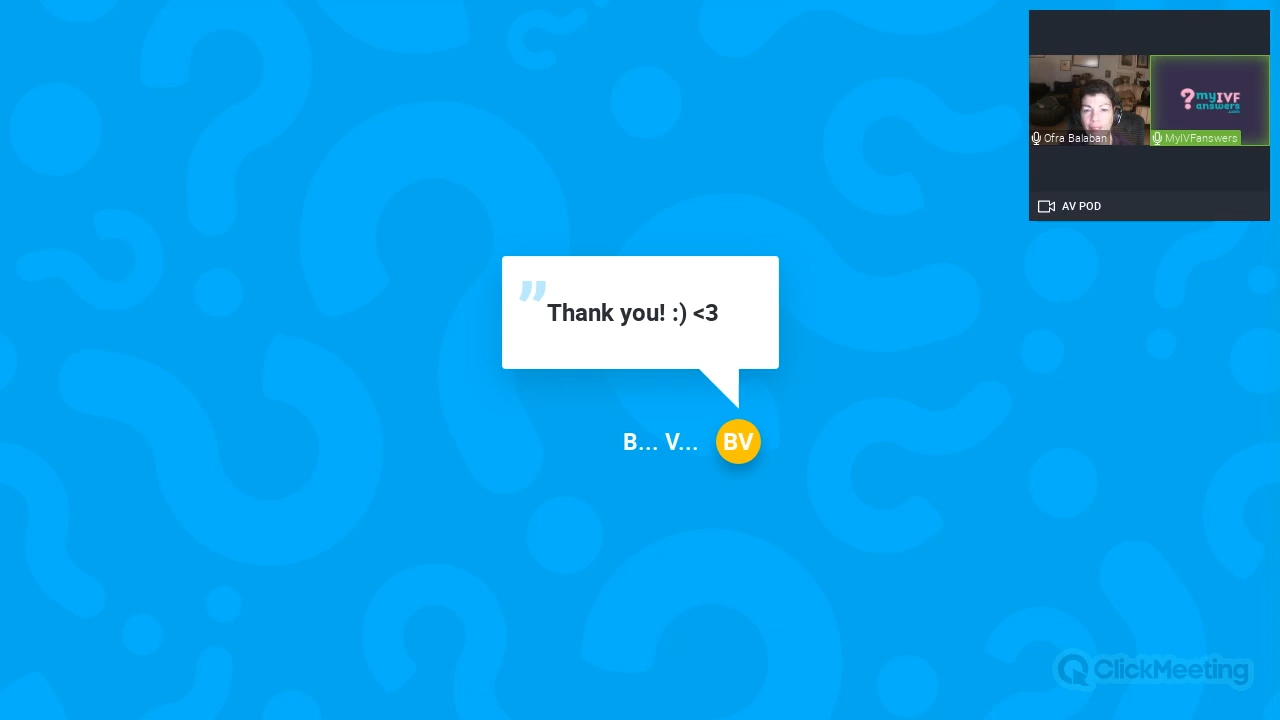 ?myIVF
answers
.com
Ofra Balaban
MyIVFanswers
AV POD
” Thank you! :) <3
B... V...
BV
ClickMeeting